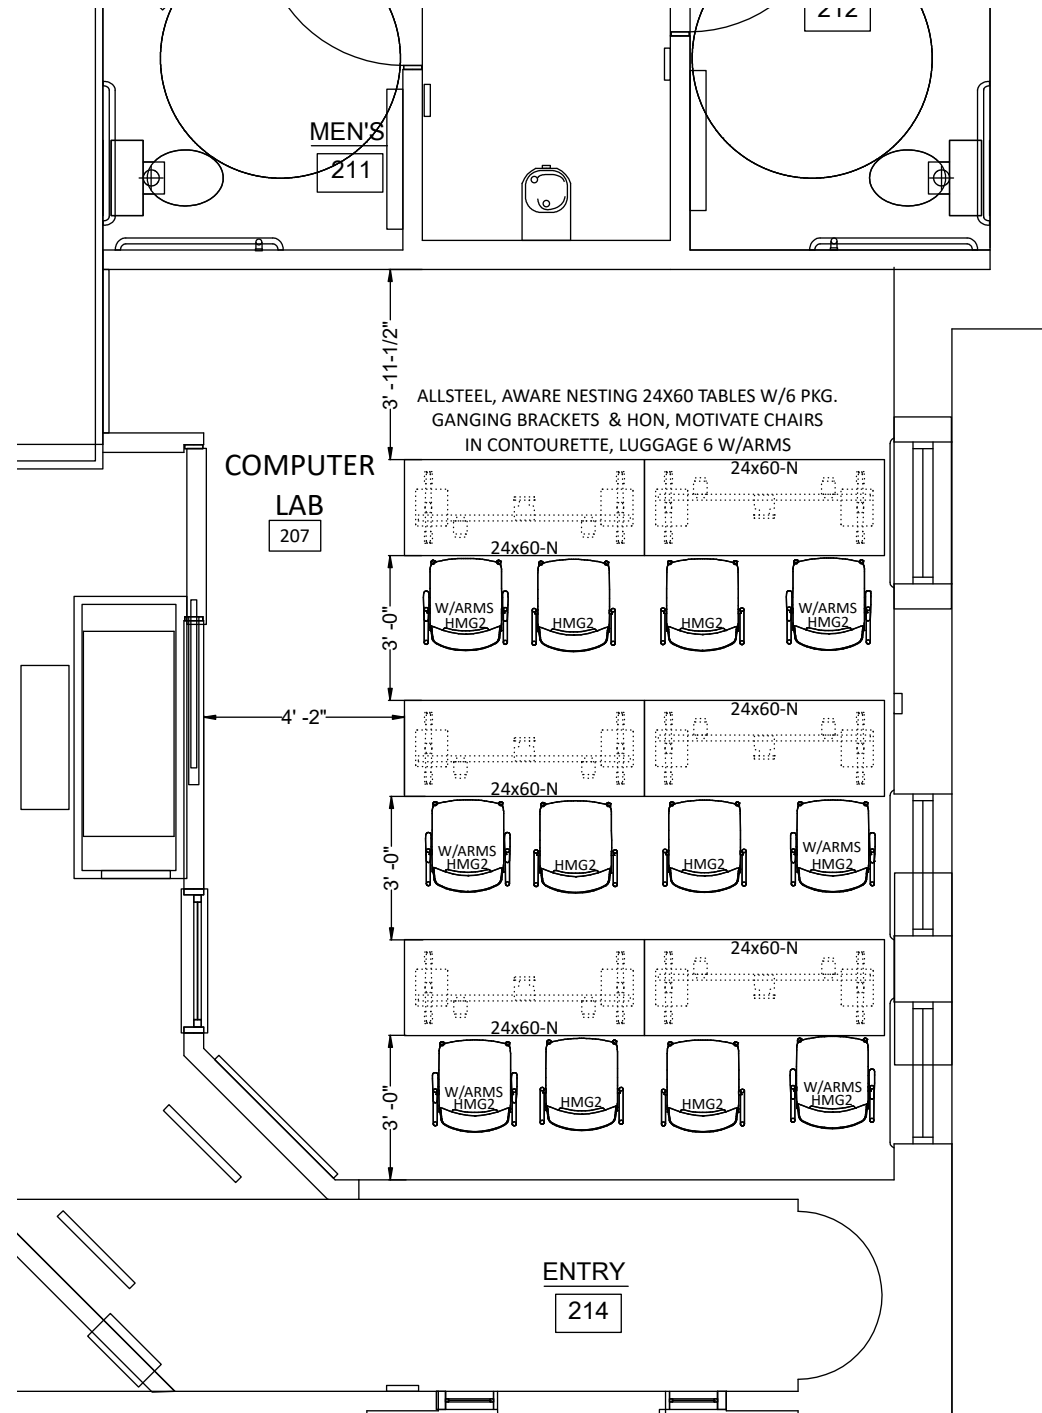 212
MEN'S
211
3' -11-1/2"
ALLSTEEL, AWARE NESTING 24X60 TABLES W/6 PKG.
GANGING BRACKETS & HON, MOTIVATE CHAIRS
IN CONTOURETTE, LUGGAGE 6 W/ARMS
COMPUTER
LAB
207
24x60-N
24x60-N
3' -0"
W/ARMS
HMG2
HMG2
HMG2
W/ARMS
HMG2
4' -2"
24x60-N
24x60-N
3' -0"
W/ARMS
HMG2
HMG2
HMG2
W/ARMS
HMG2
24x60-N
24x60-N
3' -0"
W/ARMS
HMG2
HMG2
HMG2
W/ARMS
HMG2
ENTRY
214